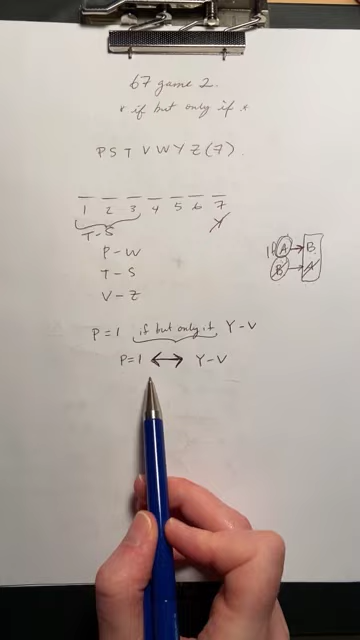 67 game 2.
* if but only if *
P S T V W Y Z (7).
1 2 3 4 5 6 7
T-S Y
P-W
T-S
V-Z
A → B
B → A
P=1 if but only if Y-V
P=1 ↔ Y-V